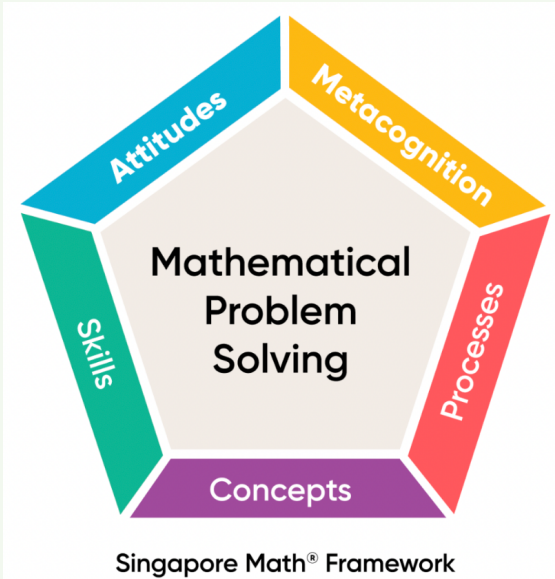 Attitudes
Metacognition
Mathematical
Problem
Solving
Skills
Processes
Concepts
Singapore Math® Framework